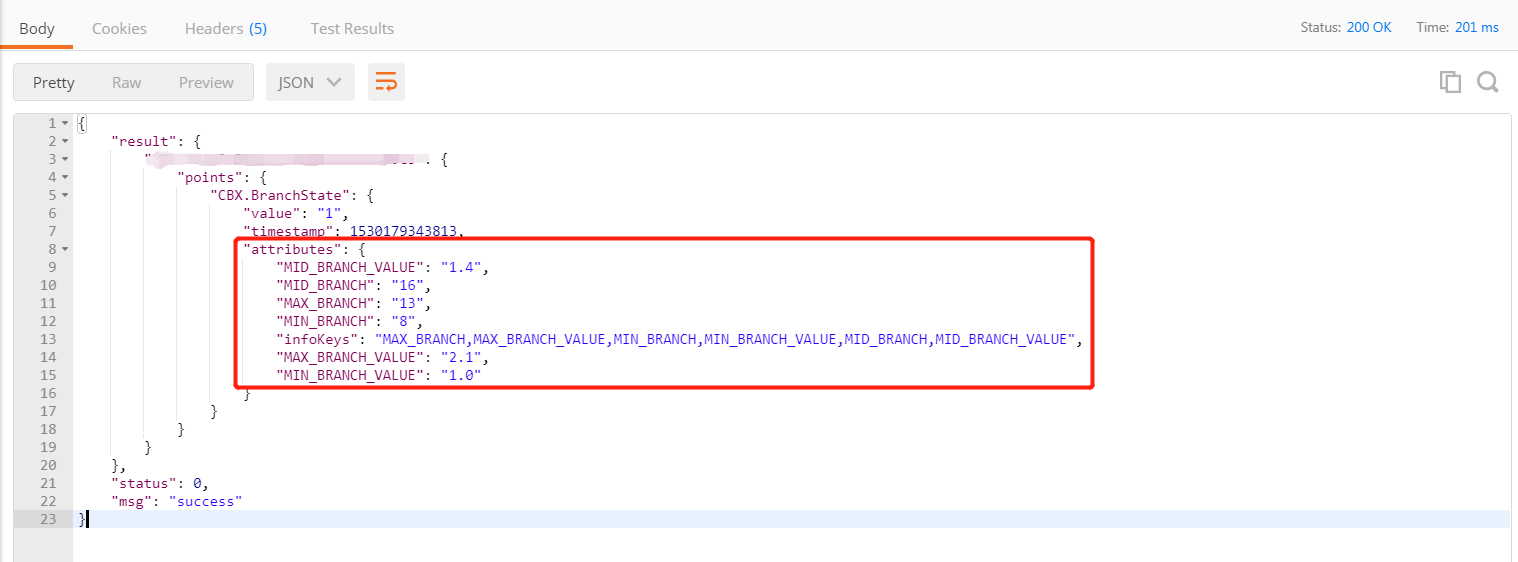 Body Cookies Headers (5) Test Results Status: 200 OK Time: 201 ms
Pretty Raw Preview JSON
1 {
2 "result": {
3 " : {
4 "points": {
5 "CBX.BranchState": {
6 "value": "1",
7 "timestamp": 1530179343813,
8 "attributes": {
9 "MID_BRANCH_VALUE": "1.4",
10 "MID_BRANCH": "16",
11 "MAX_BRANCH": "13",
12 "MIN_BRANCH": "8",
13 "infoKeys": "MAX_BRANCH,MAX_BRANCH_VALUE,MIN_BRANCH,MIN_BRANCH_VALUE,MID_BRANCH,MID_BRANCH_VALUE",
14 "MAX_BRANCH_VALUE": "2.1",
15 "MIN_BRANCH_VALUE": "1.0"
16 }
17 }
18 }
19 }
20 },
21 "status": 0,
22 "msg": "success"
23 }